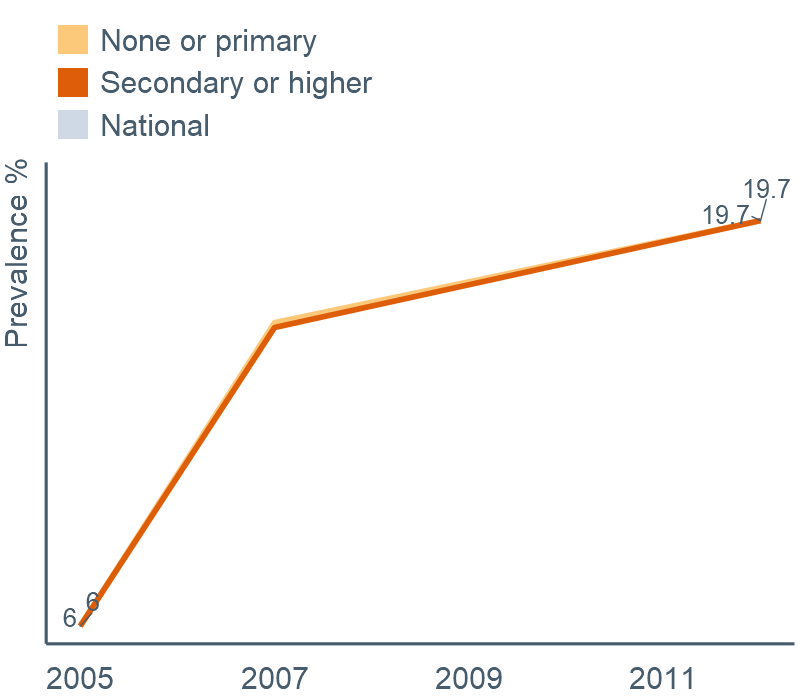 None or primary
Secondary or higher
National
Prevalence %
19.7
19.7
6
6
2005 2007 2009 2011